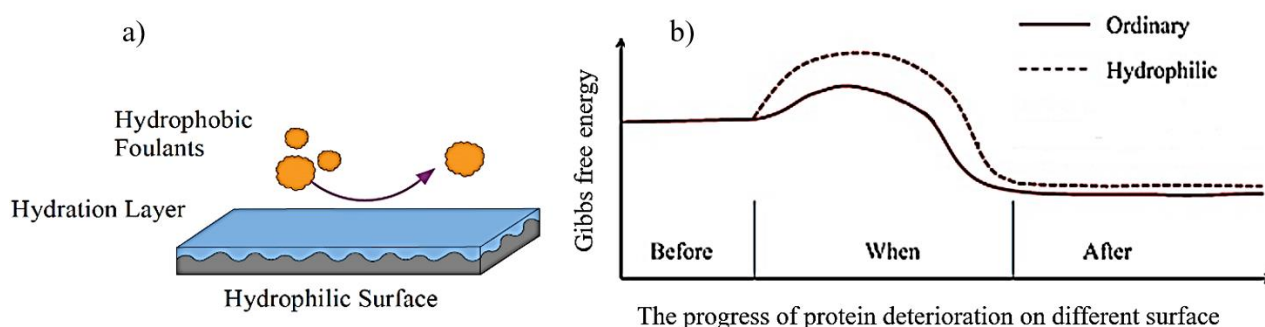 a)
Hydrophobic
Foulants
Hydration Layer
Hydrophilic Surface
b)
Ordinary
Hydrophilic
Gibbs free energy
Before
When
After
The progress of protein deterioration on different surface